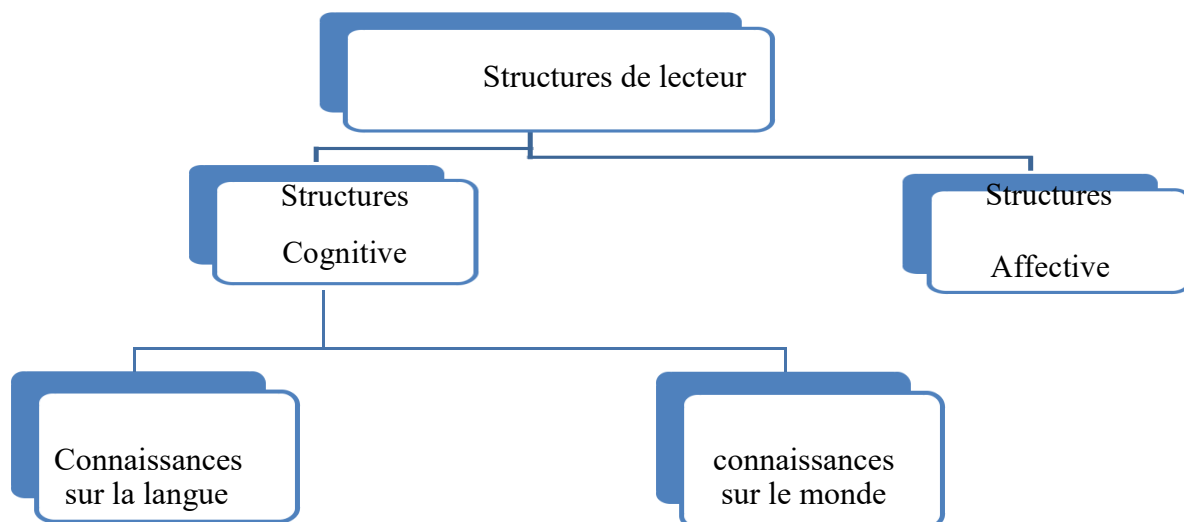 Structures de lecteur
Structures
Cognitive
Structures
Affective
Connaissances
sur la langue
connaissances
sur le monde